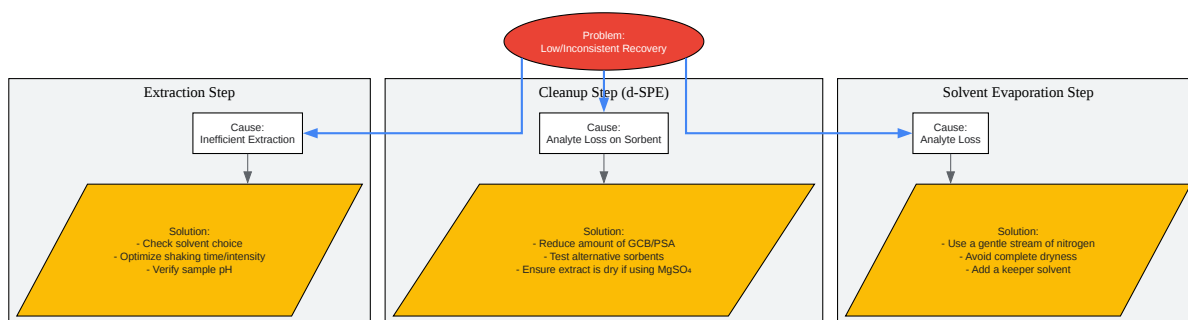 Problem:
Low/Inconsistent Recovery
Extraction Step
Cause:
Inefficient Extraction
Solution:
- Check solvent choice
- Optimize shaking time/intensity
- Verify sample pH
Cleanup Step (d-SPE)
Cause:
Analyte Loss on Sorbent
Solution:
- Reduce amount of GCB/PSA
- Test alternative sorbents
- Ensure extract is dry if using MgSO₄
Solvent Evaporation Step
Cause:
Analyte Loss
Solution:
- Use a gentle stream of nitrogen
- Avoid complete dryness
- Add a keeper solvent